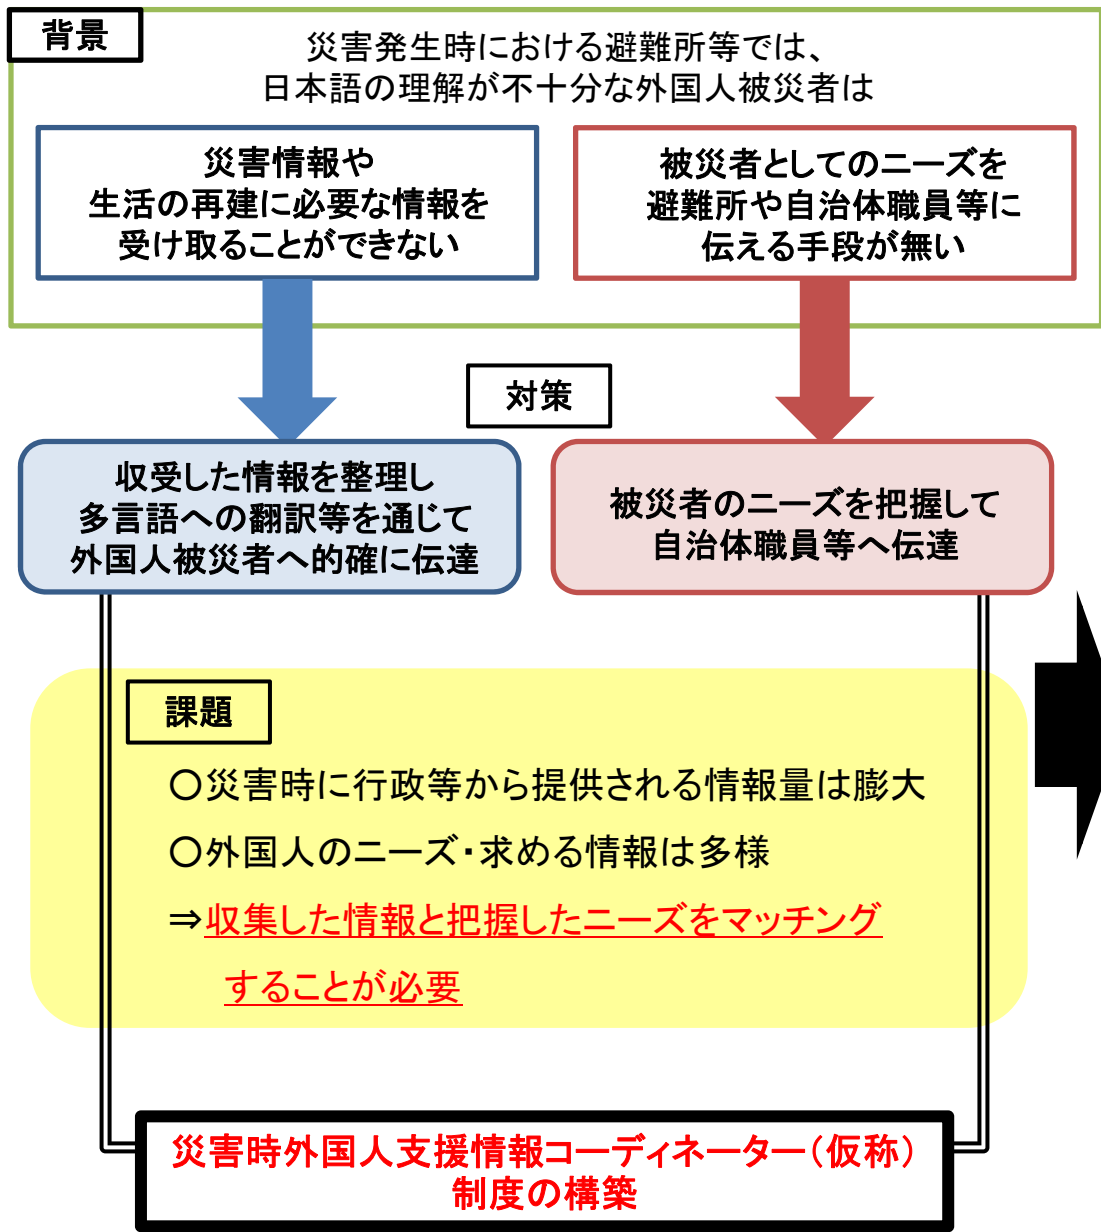 背景
災害発生時における避難所等では、
日本語の理解が不十分な外国人被災者は
災害情報や
生活の再建に必要な情報を
受け取ることができない
被災者としてのニーズを
避難所や自治体職員等に
伝える手段が無い
対策
収受した情報を整理し
多言語への翻訳等を通じて
外国人被災者へ的確に伝達
被災者のニーズを把握して
自治体職員等へ伝達
課題
○災害時に行政等から提供される情報量は膨大
○外国人のニーズ・求める情報は多様
⇒収集した情報と把握したニーズをマッチング
することが必要
災害時外国人支援情報コーディネーター（仮称）
制度の構築